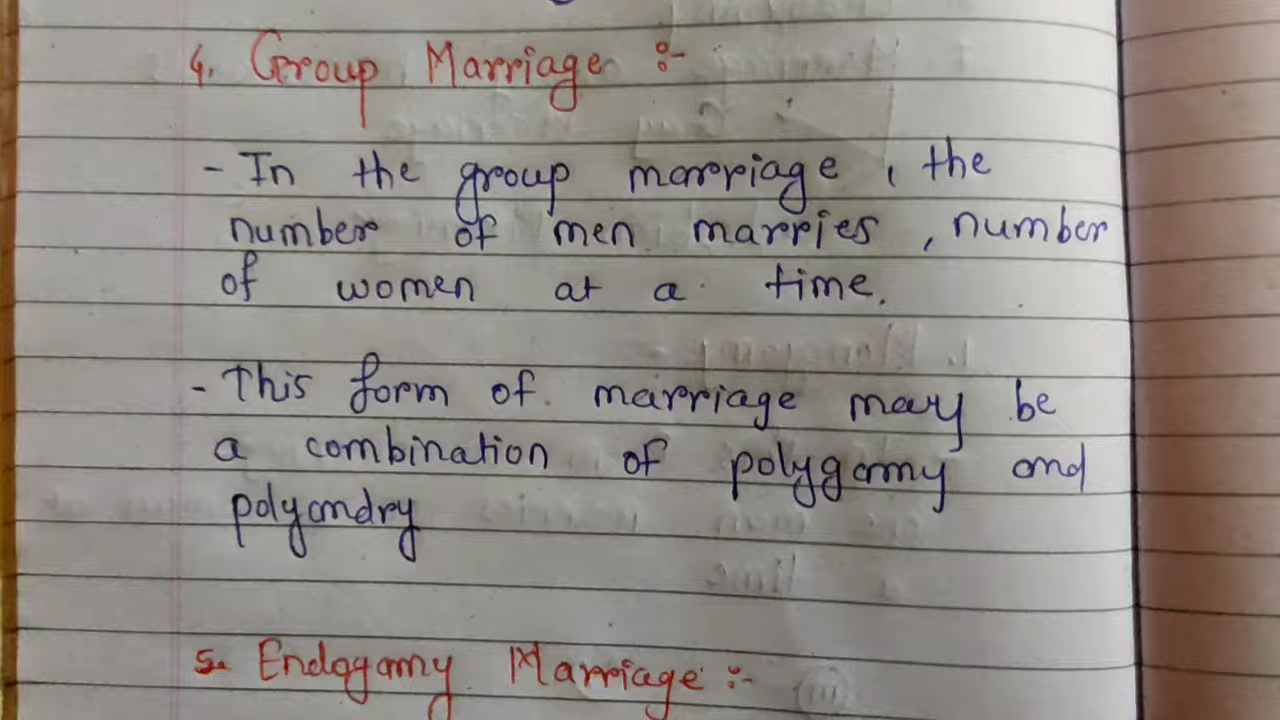 4. Group Marriage :-
- In the group marriage, the
number of men marries, number
of women at a time.
- This form of marriage may be
a combination of polygamy and
polyandry
5. Endogamy Marriage :-